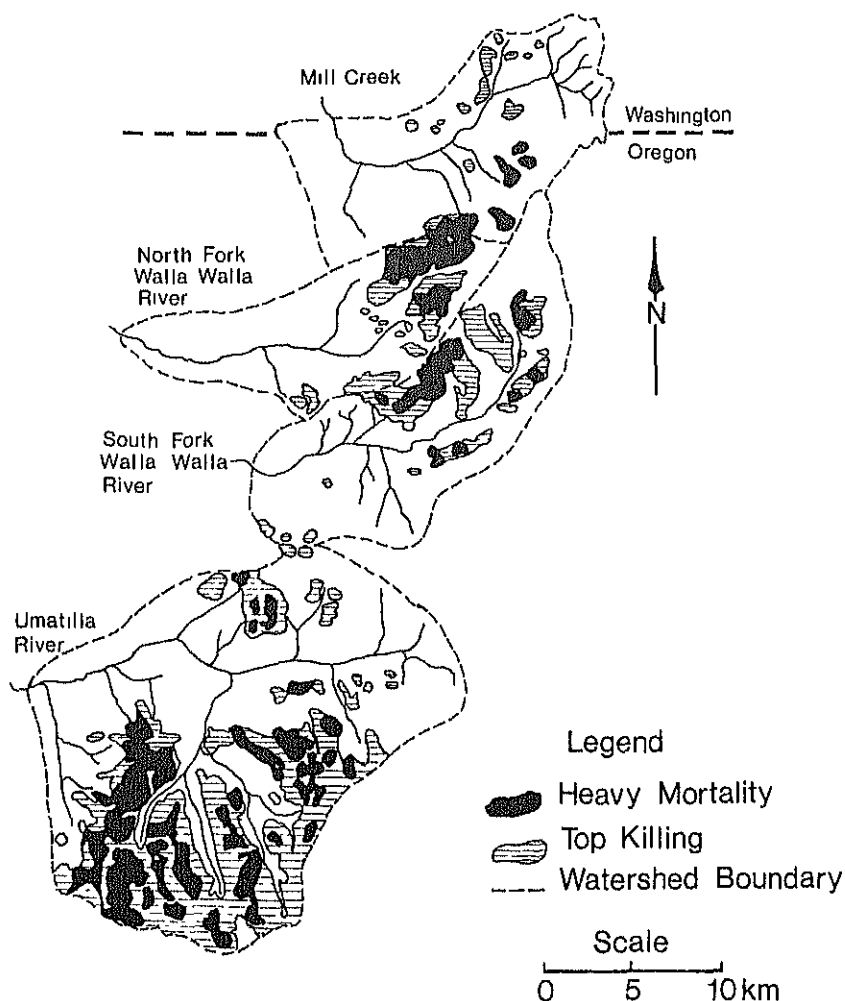 Mill Creek
Washington
Oregon
North Fork
Walla Walla
River
N
South Fork
Walla Walla
River
Umatilla
River
Legend
Heavy Mortality
Top Killing
Watershed Boundary
Scale
0 5 10 km